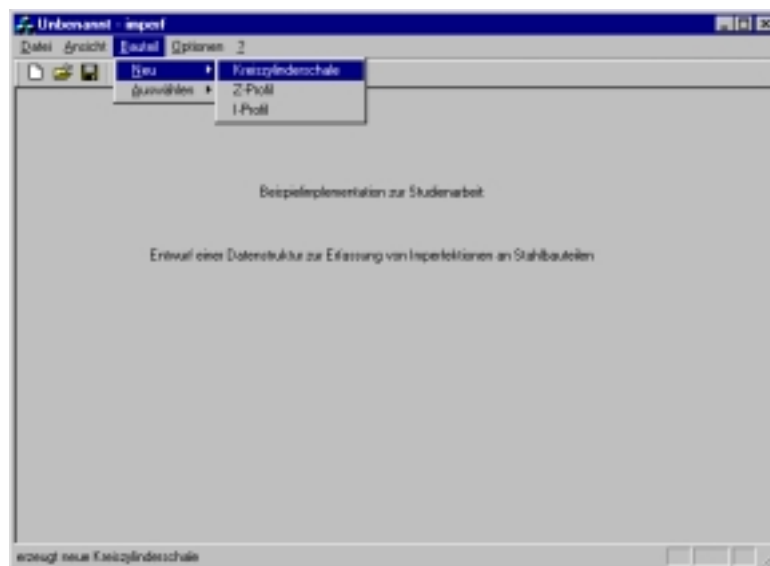 Unbenannt - imperf
Datei Ansicht Bauteil Optionen ?
Neu Kreiszylinderschale
Auswählen Z-Profil
I-Profil
Beispielimplementation zur Studienarbeit
Entwurf einer Datenstruktur zur Erfassung von Imperfektionen an Stahlbauteilen
erzeugt neue Kreiszylinderschale